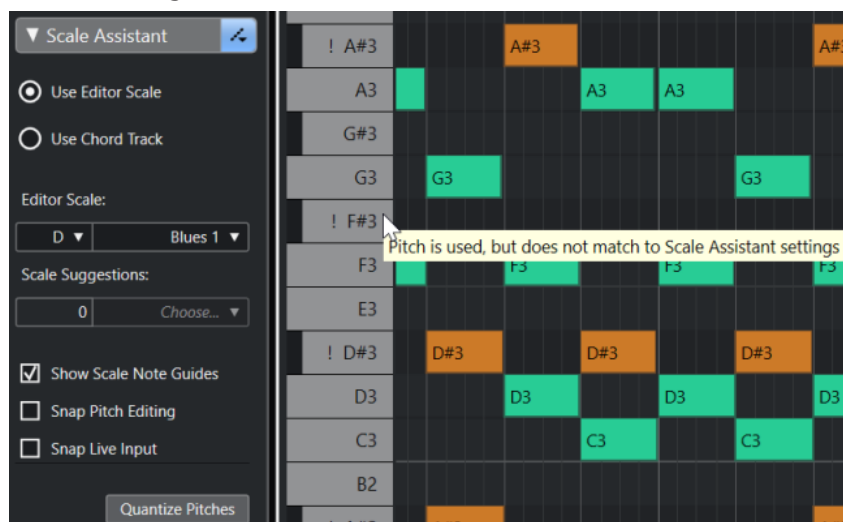 Scale Assistant
Use Editor Scale
Use Chord Track
Editor Scale:
D Blues 1
Scale Suggestions:
0 Choose...
Show Scale Note Guides
Snap Pitch Editing
Snap Live Input
Quantize Pitches
! A#3 A#3
A3 A3 A3
G#3
G3 G3 G3
! F#3
Pitch is used, but does not match to Scale Assistant settings
F3 F3 F3 F3
E3
! D#3 D#3 D#3 D#3
D3 D3 D3 D3
C3 C3 C3
B2